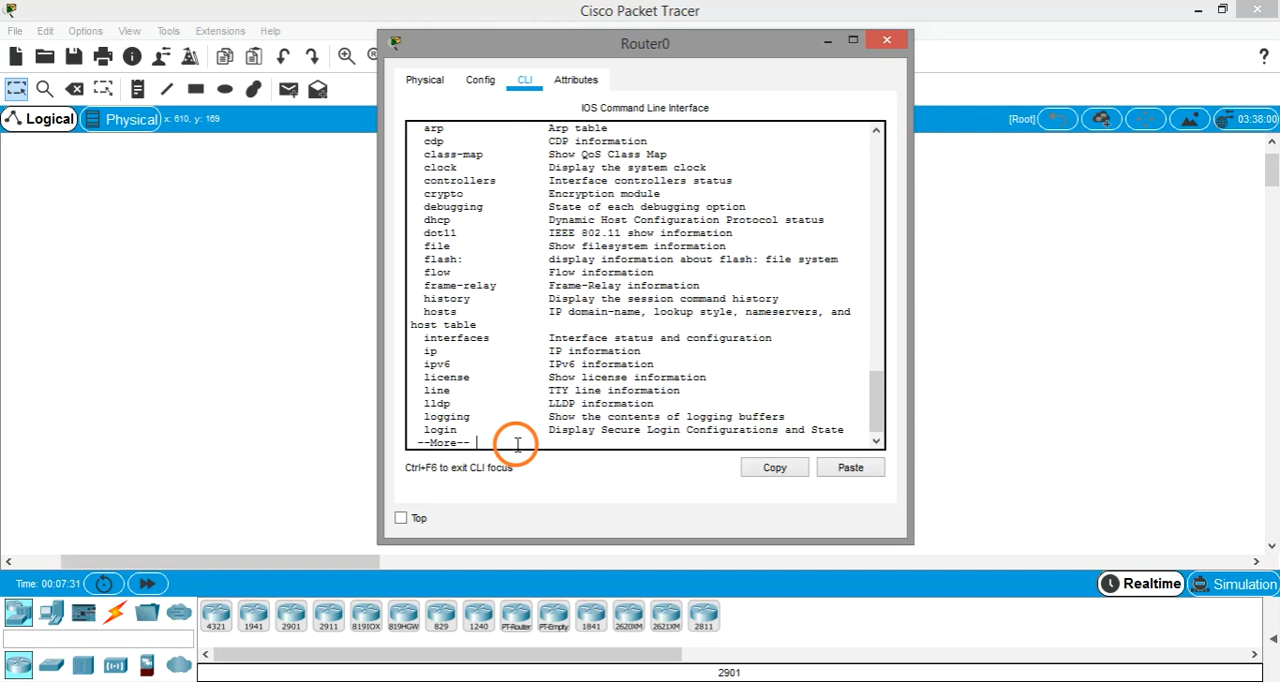 Cisco Packet Tracer
File Edit Options View Tools Extensions Help
Router0
Physical Config CLI Attributes
Logical Physical x: 610, y: 169
[Root] 03:38:00
IOS Command Line Interface
arp Arp table
cdp CDP information
class-map Show QoS Class Map
clock Display the system clock
controllers Interface controllers status
crypto Encryption module
debugging State of each debugging option
dhcp Dynamic Host Configuration Protocol status
dot11 IEEE 802.11 show information
file Show filesystem information
flash: display information about flash: file system
flow Flow information
frame-relay Frame-Relay information
history Display the session command history
hosts IP domain-name, lookup style, nameservers, and
host table
interfaces Interface status and configuration
ip IP information
ipv6 IPv6 information
license Show license information
line TTY line information
lldp LLDP information
logging Show the contents of logging buffers
login Display Secure Login Configurations and State
--More--
Ctrl+F6 to exit CLI focus
Copy Paste
Top
Time: 00:07:31
Realtime Simulation
4321 1941 2901 2911 819IOX 819HGW 829 1240 PT-Router PT-Empty 1841 2620XM 2621XM 2811
2901